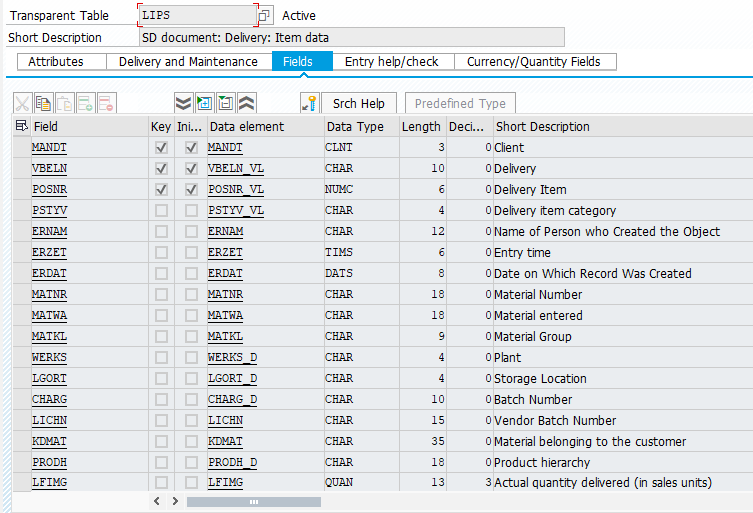 Transparent Table LIPS Active
Short Description SD document: Delivery: Item data
Attributes Delivery and Maintenance Fields Entry help/check Currency/Quantity Fields
Srch Help Predefined Type
Field Key Ini... Data element Data Type Length Deci... Short Description
MANDT MANDT CLNT 3 0 Client
VBELN VBELN_VL CHAR 10 0 Delivery
POSNR POSNR_VL NUMC 6 0 Delivery Item
PSTYV PSTYV_VL CHAR 4 0 Delivery item category
ERNAM ERNAM CHAR 12 0 Name of Person who Created the Object
ERZET ERZET TIMS 6 0 Entry time
ERDAT ERDAT DATS 8 0 Date on Which Record Was Created
MATNR MATNR CHAR 18 0 Material Number
MATWA MATWA CHAR 18 0 Material entered
MATKL MATKL CHAR 9 0 Material Group
WERKS WERKS_D CHAR 4 0 Plant
LGORT LGORT_D CHAR 4 0 Storage Location
CHARG CHARG_D CHAR 10 0 Batch Number
LICHN LICHN CHAR 15 0 Vendor Batch Number
KDMAT KDMAT CHAR 35 0 Material belonging to the customer
PRODH PRODH_D CHAR 18 0 Product hierarchy
LFIMG LFIMG QUAN 13 3 Actual quantity delivered (in sales units)